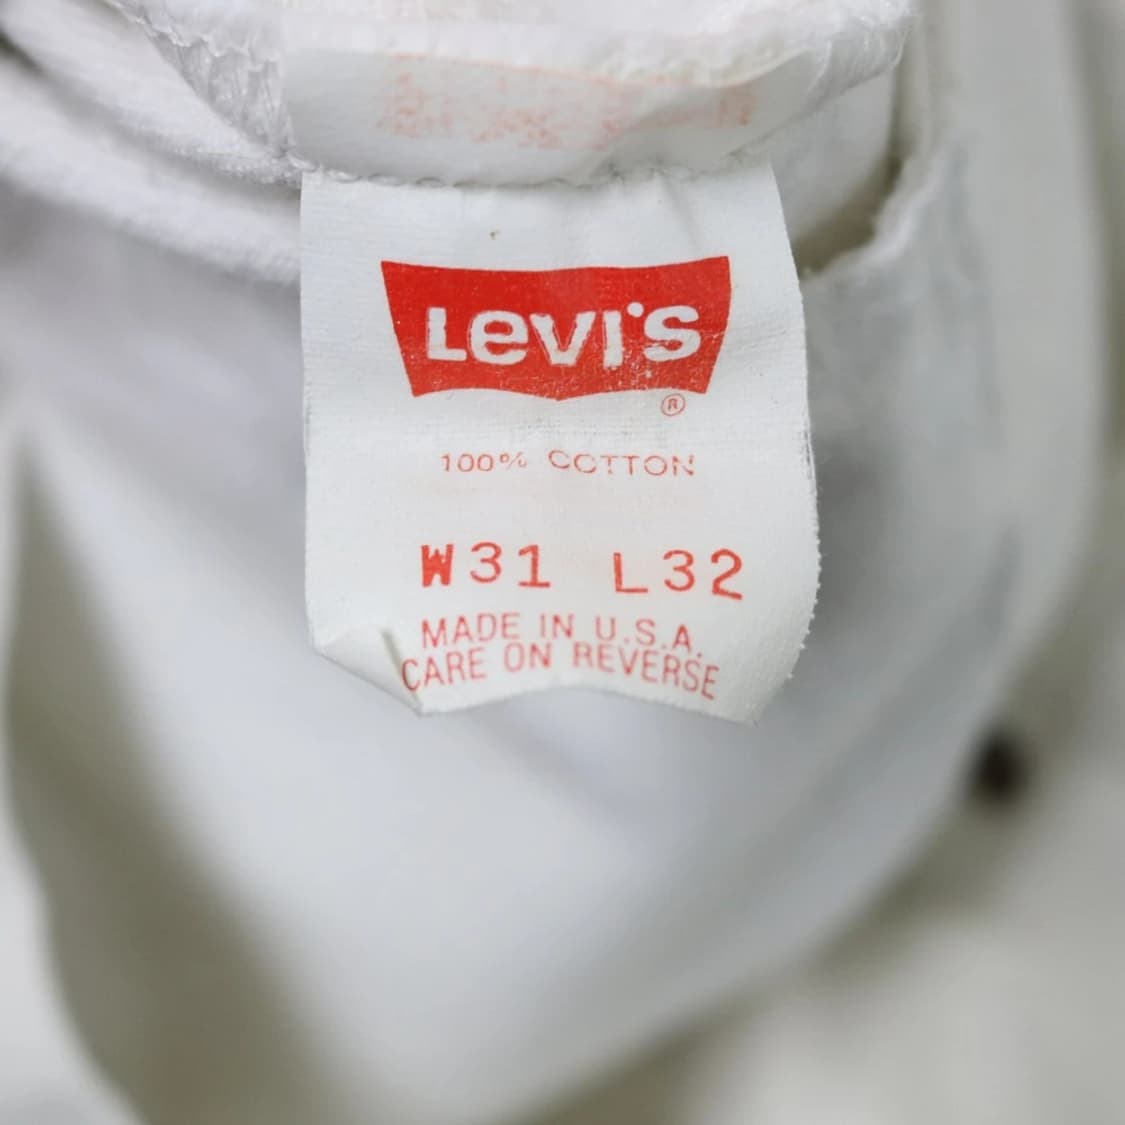 Levi's
®
100% COTTON
W31 L32
MADE IN U.S.A.
CARE ON REVERSE